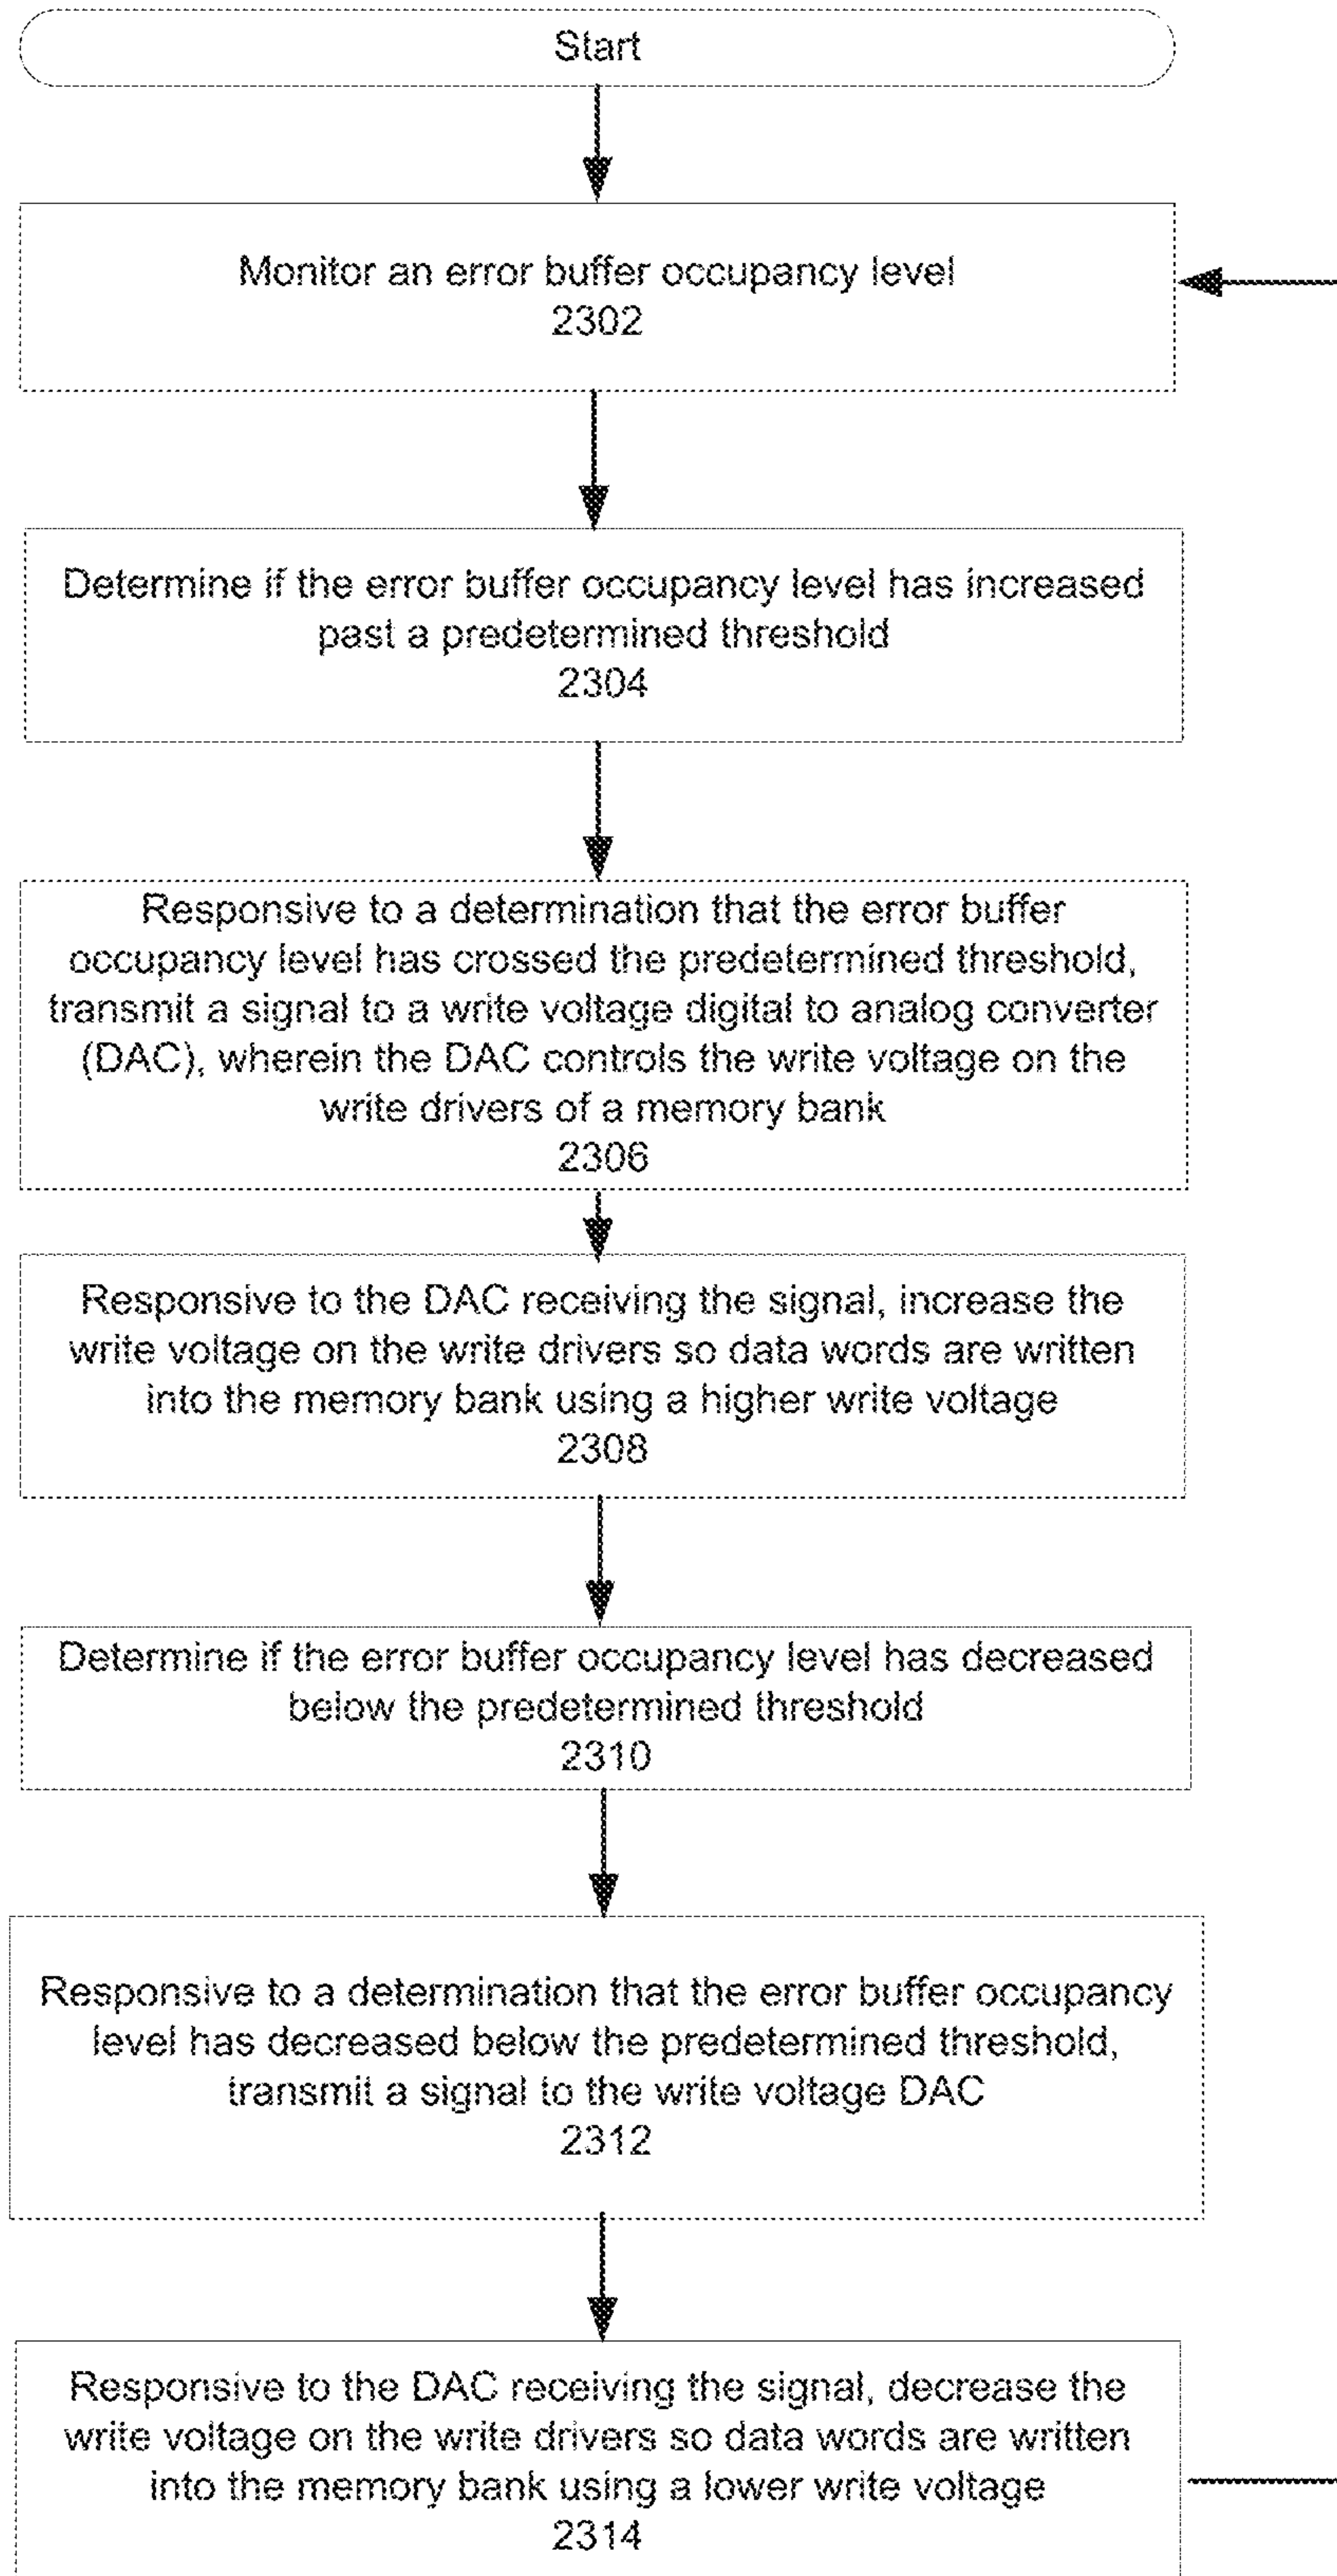 Start
Monitor an error buffer occupancy level
2302
Determine if the error buffer occupancy level has increased
past a predetermined threshold
2304
Responsive to a determination that the error buffer
occupancy level has crossed the predetermined threshold,
transmit a signal to a write voltage digital to analog converter
(DAC), wherein the DAC controls the write voltage on the
write drivers of a memory bank
2306
Responsive to the DAC receiving the signal, increase the
write voltage on the write drivers so data words are written
into the memory bank using a higher write voltage
2308
Determine if the error buffer occupancy level has decreased
below the predetermined threshold
2310
Responsive to a determination that the error buffer occupancy
level has decreased below the predetermined threshold,
transmit a signal to the write voltage DAC
2312
Responsive to the DAC receiving the signal, decrease the
write voltage on the write drivers so data words are written
into the memory bank using a lower write voltage
2314